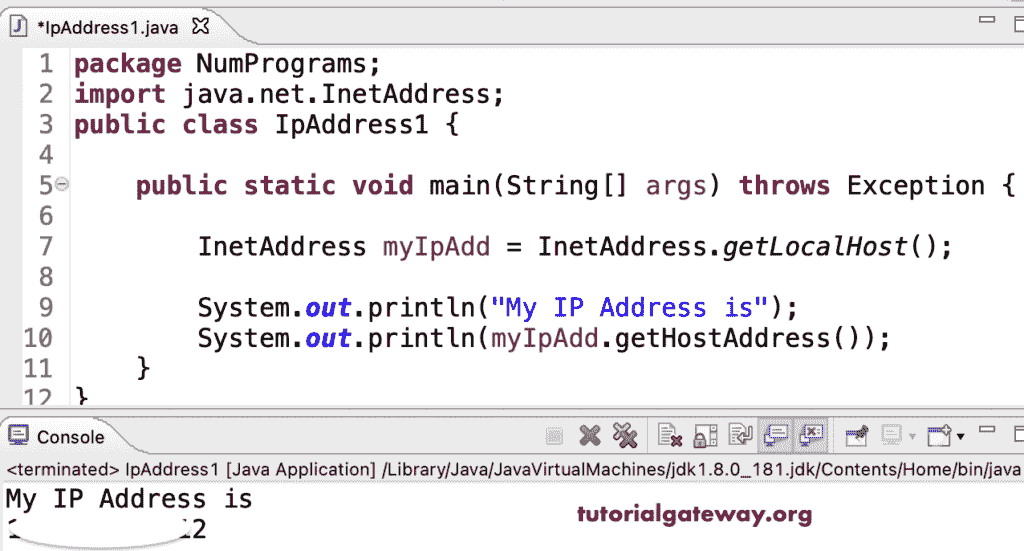 *IpAddress1.java
1 package NumPrograms;
2 import java.net.InetAddress;
3 public class IpAddress1 {
4
5 public static void main(String[] args) throws Exception {
6
7 InetAddress myIpAdd = InetAddress.getLocalHost();
8
9 System.out.println("My IP Address is");
10 System.out.println(myIpAdd.getHostAddress());
11 }
12 }
Console
<terminated> IpAddress1 [Java Application] /Library/Java/JavaVirtualMachines/jdk1.8.0_181.jdk/Contents/Home/bin/java
My IP Address is
tutorialgateway.org